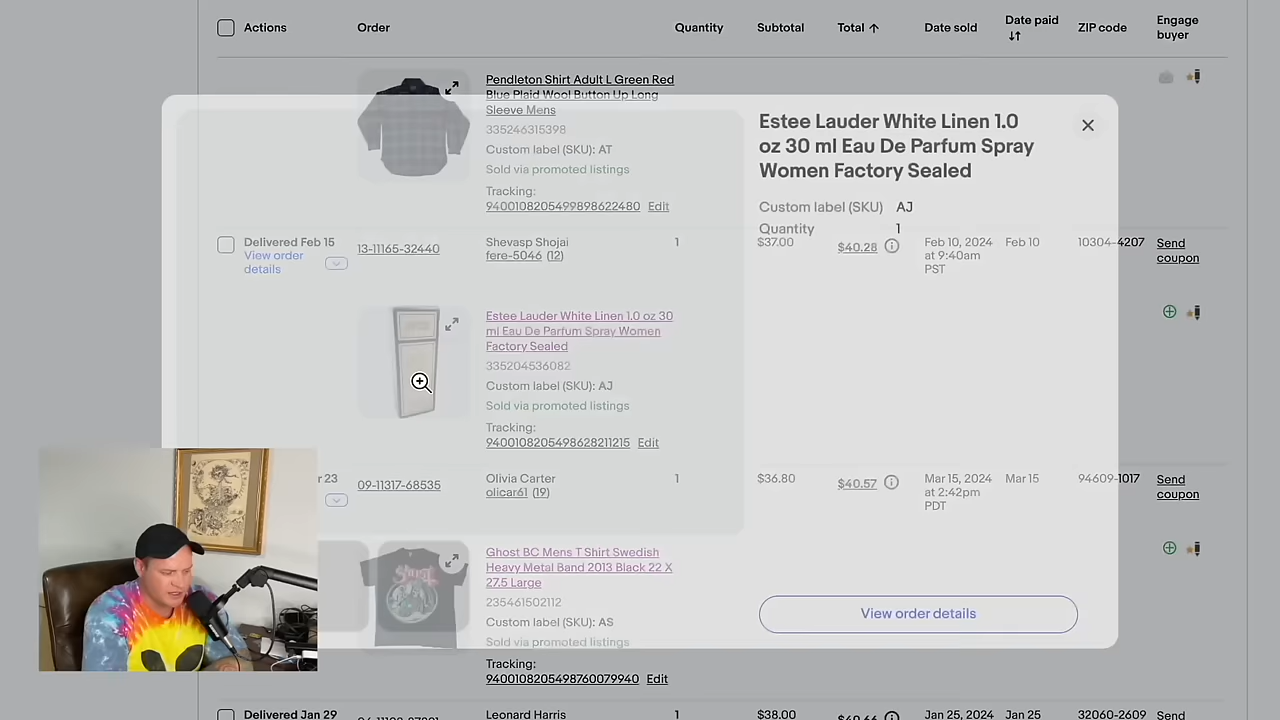 Actions
Order
Quantity
Subtotal
Total
Date sold
Date paid
ZIP code
Engage buyer
Pendleton Shirt Adult L Green Red
Blue Plaid Wool Button Up Long
Sleeve Mens
335246315398
Custom label (SKU): AT
Sold via promoted listings
Tracking:
9400108205499898622480 Edit
Estee Lauder White Linen 1.0
oz 30 ml Eau De Parfum Spray
Women Factory Sealed
Custom label (SKU) AJ
Quantity 1
Delivered Feb 15
View order
details
13-11165-32440
Shevasp Shojai
fere-5046 (12)
1
$37.00
$40.28
Feb 10, 2024
at 9:40am
PST
Feb 10
10304-4207
Send
coupon
Estee Lauder White Linen 1.0 oz 30
ml Eau De Parfum Spray Women
Factory Sealed
335204536082
Custom label (SKU): AJ
Sold via promoted listings
Tracking:
9400108205498628211215 Edit
r 23
09-11317-68535
Olivia Carter
olicar61 (19)
1
$36.80
$40.57
Mar 15, 2024
at 2:42pm
PDT
Mar 15
94609-1017
Send
coupon
Ghost BC Mens T Shirt Swedish
Heavy Metal Band 2013 Black 22 X
27.5 Large
235461502112
Custom label (SKU): AS
Sold via promoted listings
Tracking:
9400108205498760079940 Edit
View order details
Delivered Jan 29
Leonard Harris
1
$38.00
Jan 25, 2024
Jan 25
32060-2609
Send